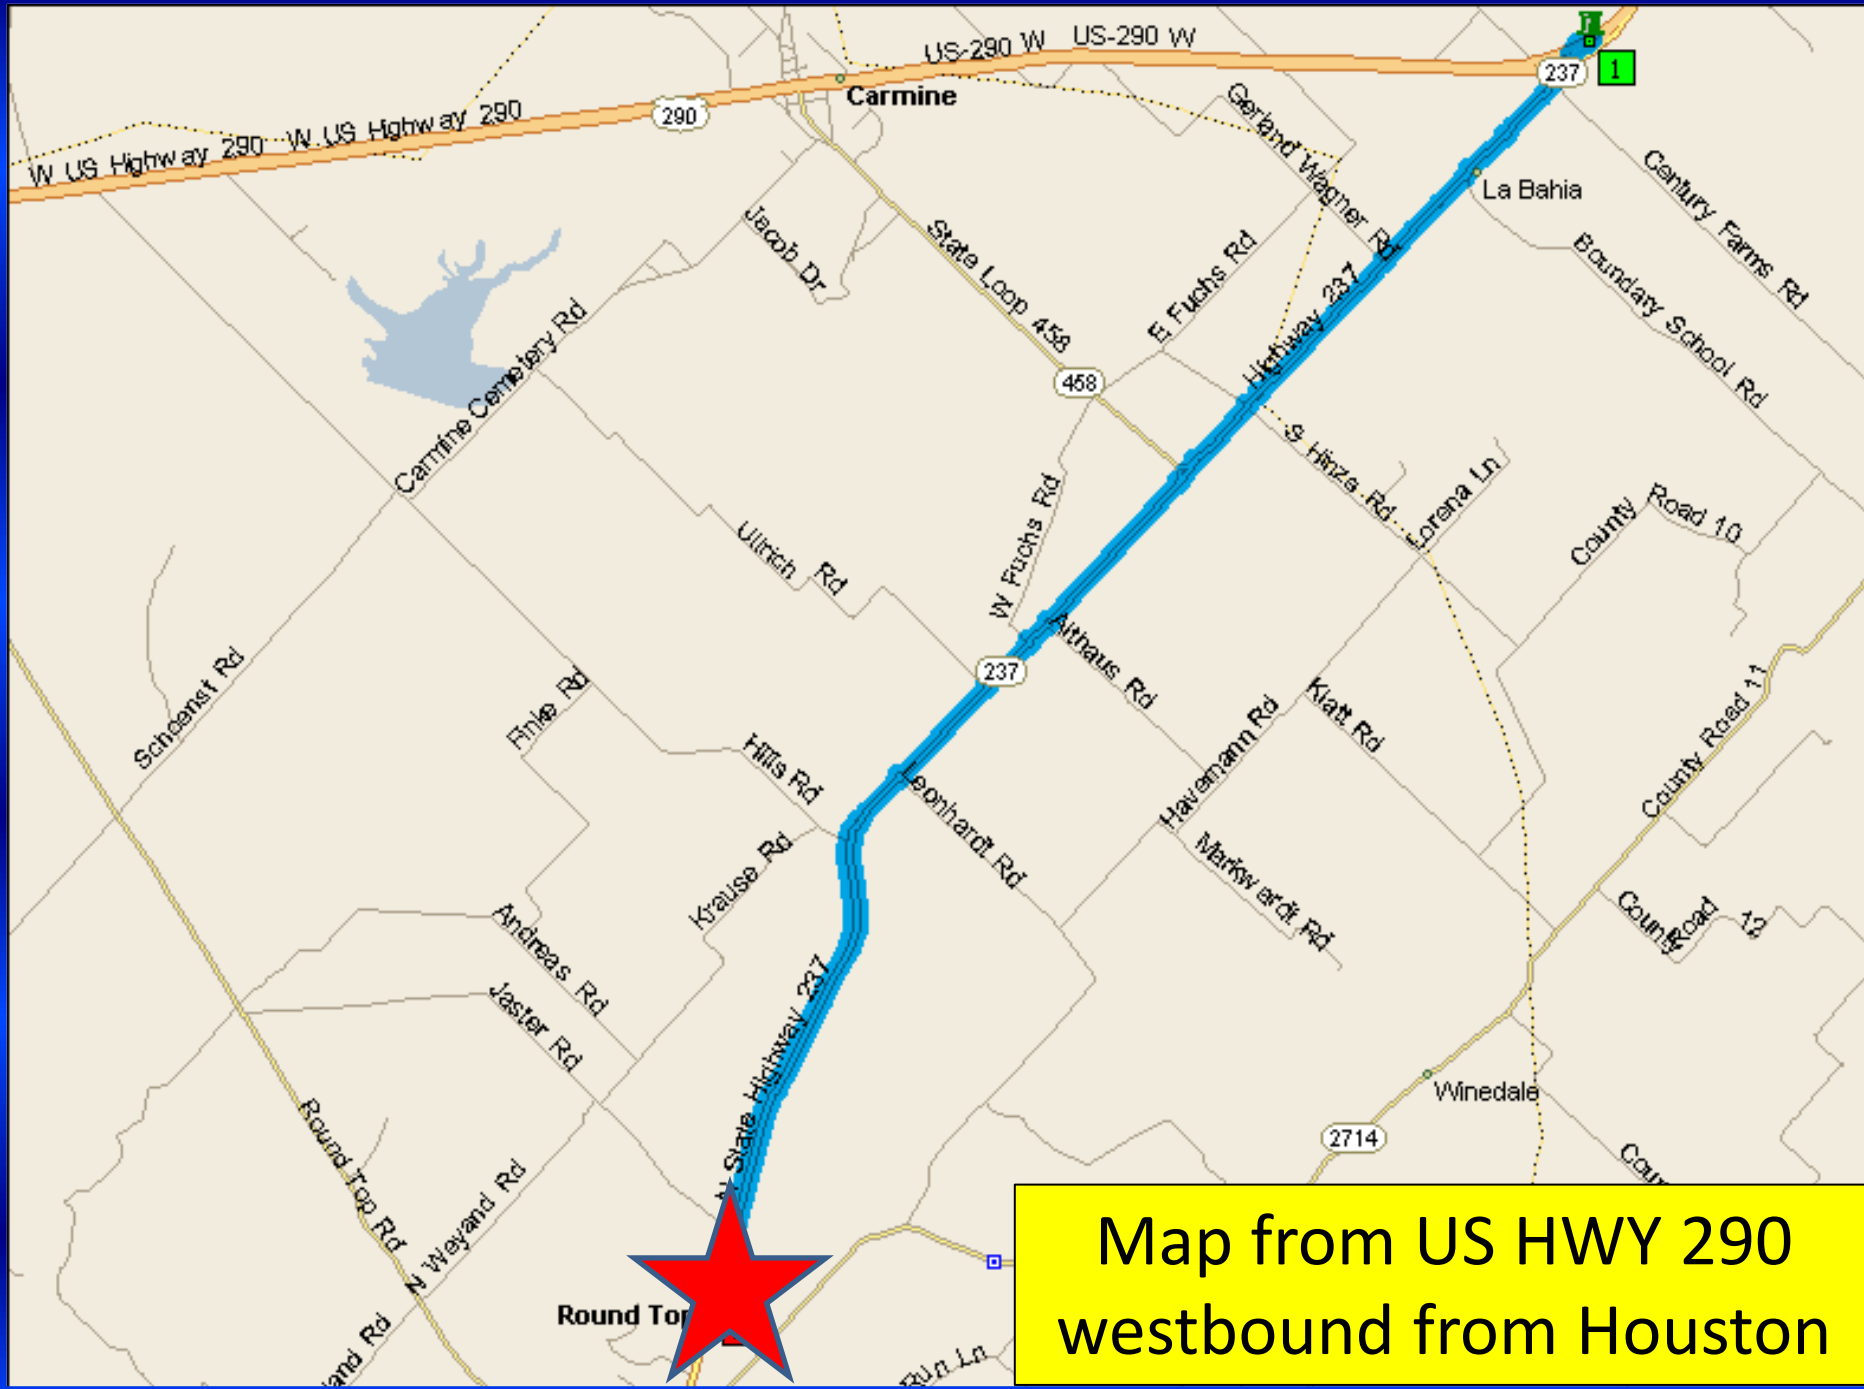 US-290 W
US-290 W
237
1
Carmine
290
W US Highway 290
W US Highway 290
Gerland Wagner Rd
Century Farms Rd
La Bahia
Jacob Dr
State Loop 458
E Fuchs Rd
Highway 237
Boundary School Rd
Carmine Cemetery Rd
458
S Hinze Rd
Lorena Ln
County Road 10
W Fuchs Rd
Ullrich Rd
237
Althaus Rd
Schoenst Rd
Finke Rd
Havemann Rd
Klatt Rd
County Road 11
Hills Rd
Leonhardt Rd
Krause Rd
Markwardt Rd
County Road 12
Andreas Rd
Jaster Rd
N State Highway 237
Winedale
2714
Round Top Rd
N Weyand Rd
Round Top
Map from US HWY 290
westbound from Houston